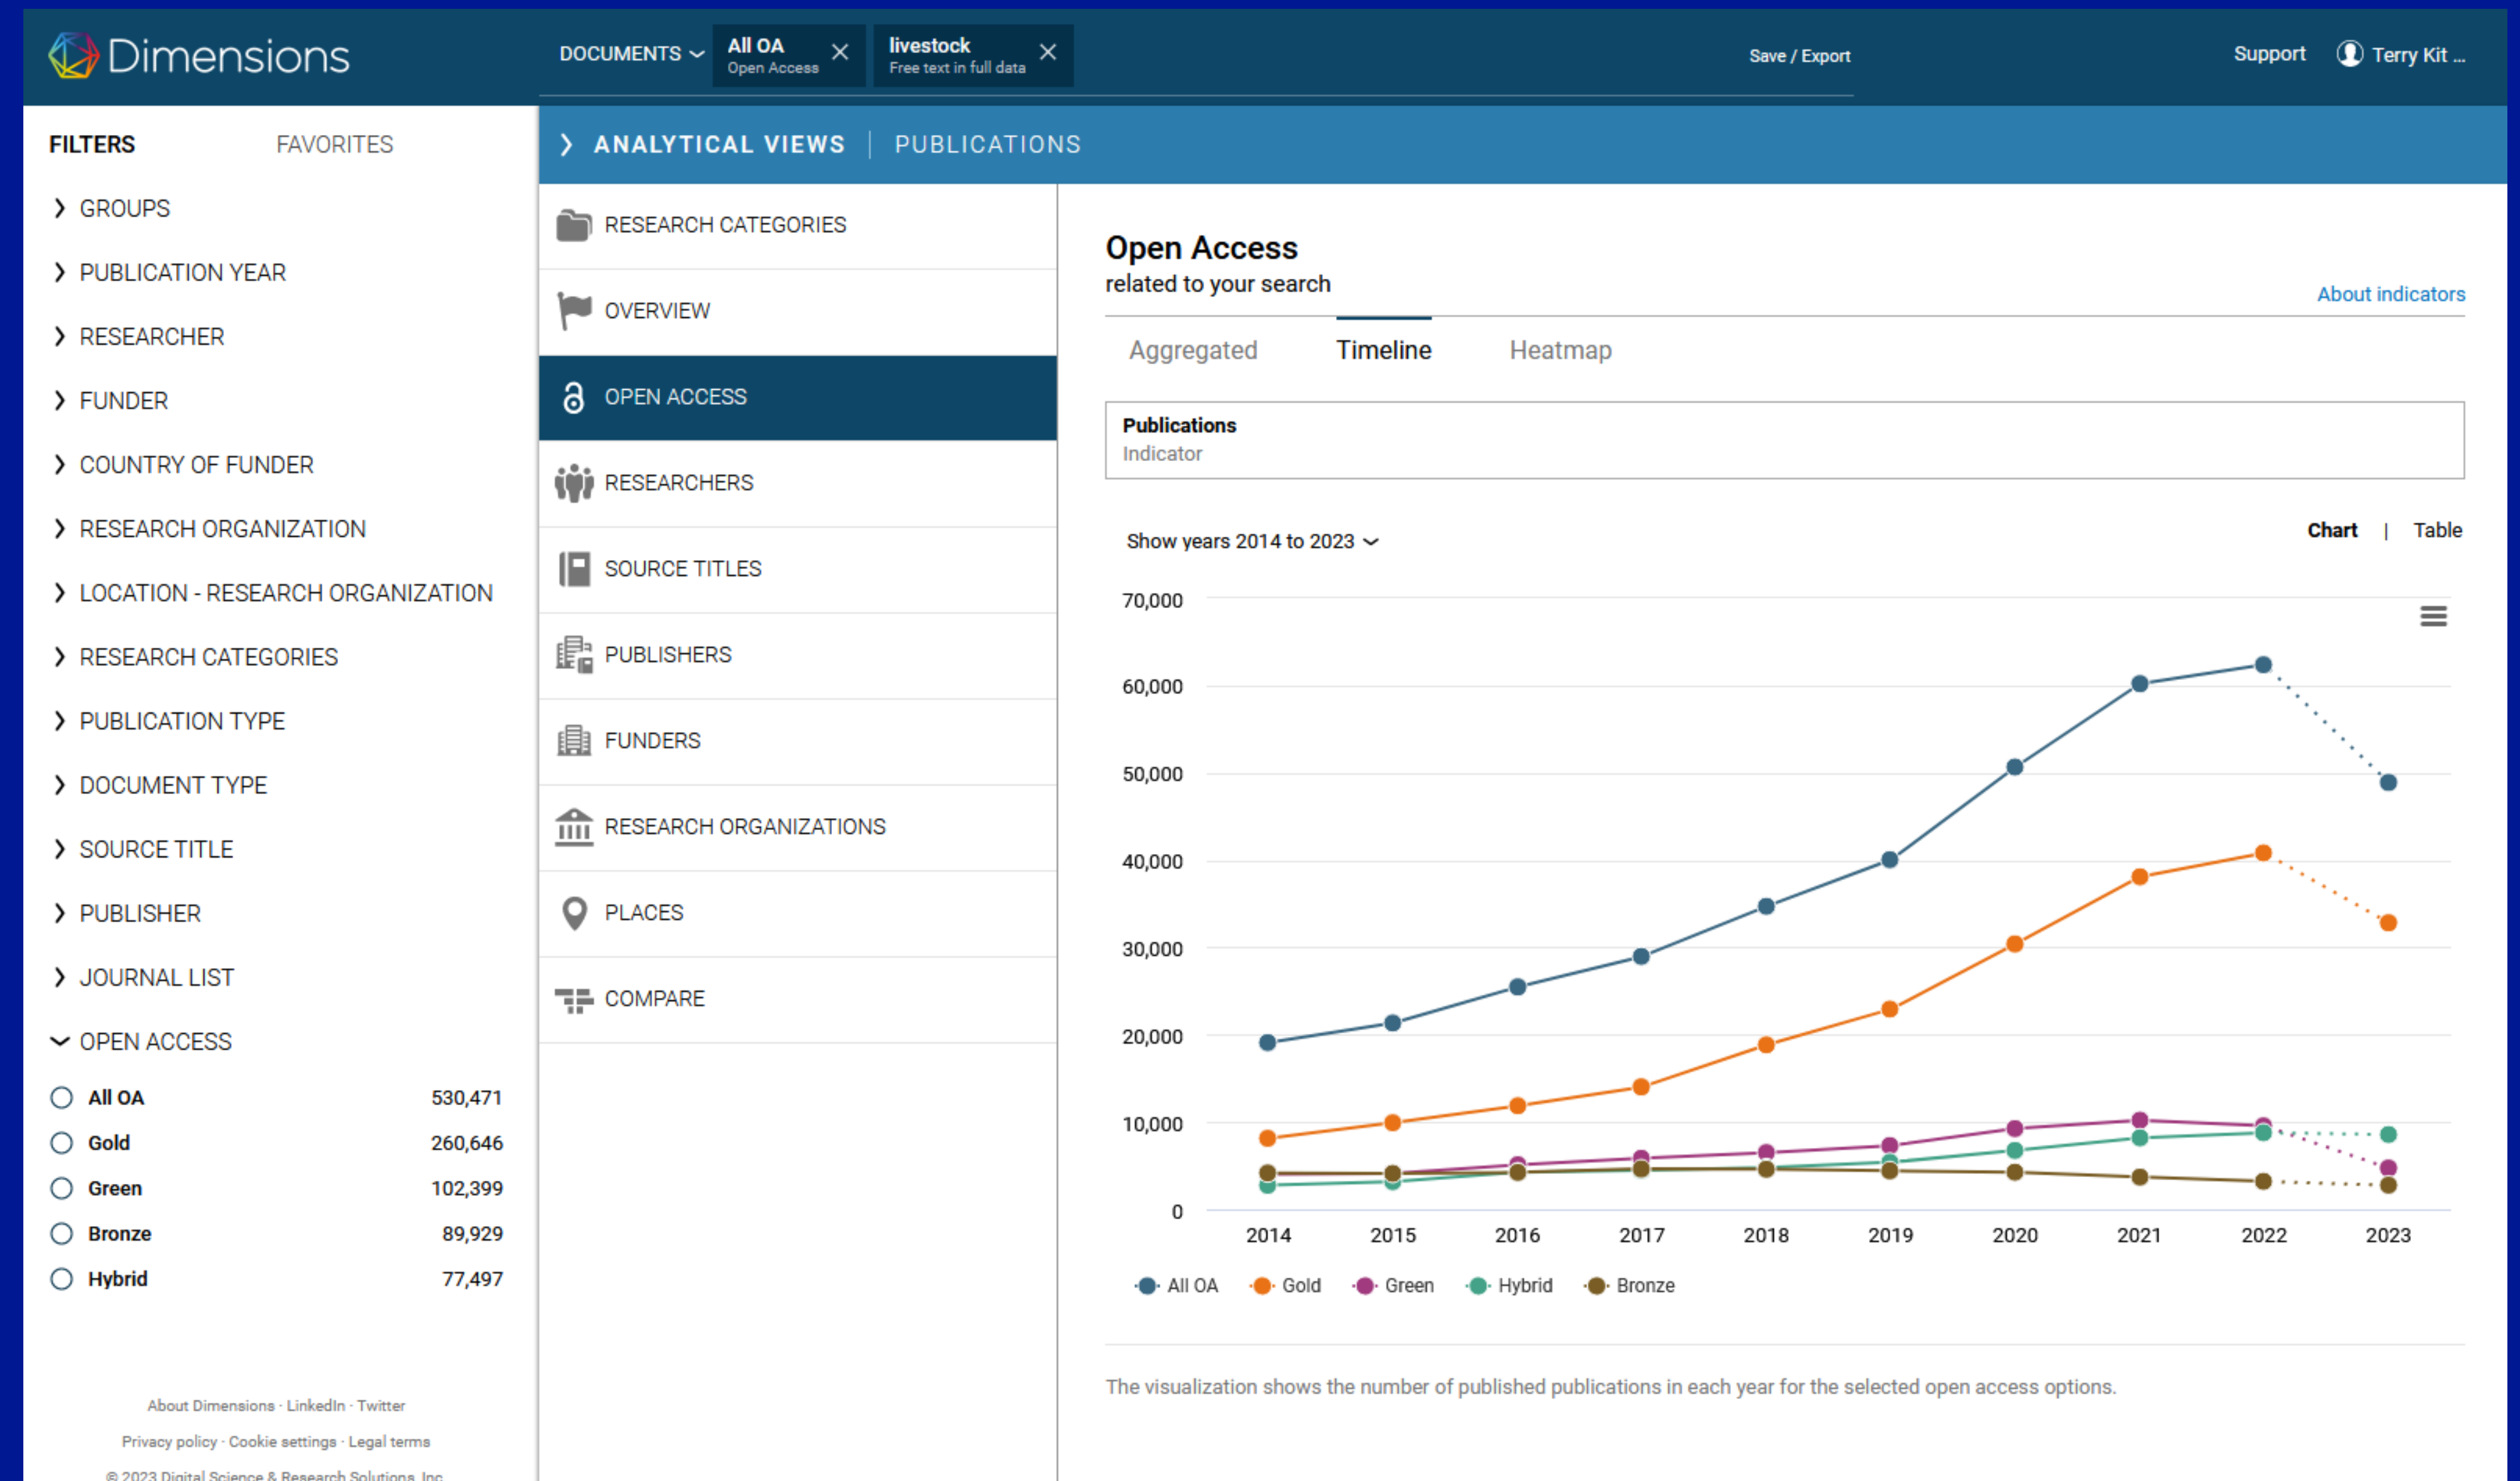 Dimensions
DOCUMENTS
All OA
Open Access
livestock
Free text in full data
Save / Export
Support
Terry Kit ...
FILTERS
FAVORITES
GROUPS
PUBLICATION YEAR
RESEARCHER
FUNDER
COUNTRY OF FUNDER
RESEARCH ORGANIZATION
LOCATION - RESEARCH ORGANIZATION
RESEARCH CATEGORIES
PUBLICATION TYPE
DOCUMENT TYPE
SOURCE TITLE
PUBLISHER
JOURNAL LIST
OPEN ACCESS
All OA 530,471
Gold 260,646
Green 102,399
Bronze 89,929
Hybrid 77,497
About Dimensions · LinkedIn · Twitter
Privacy policy · Cookie settings · Legal terms
© 2023 Digital Science & Research Solutions, Inc
ANALYTICAL VIEWS | PUBLICATIONS
RESEARCH CATEGORIES
OVERVIEW
OPEN ACCESS
RESEARCHERS
SOURCE TITLES
PUBLISHERS
FUNDERS
RESEARCH ORGANIZATIONS
PLACES
COMPARE
Open Access
related to your search
About indicators
Aggregated Timeline Heatmap
Publications
Indicator
Show years 2014 to 2023
Chart | Table
70,000
60,000
50,000
40,000
30,000
20,000
10,000
0
2014 2015 2016 2017 2018 2019 2020 2021 2022 2023
All OA Gold Green Hybrid Bronze
The visualization shows the number of published publications in each year for the selected open access options.